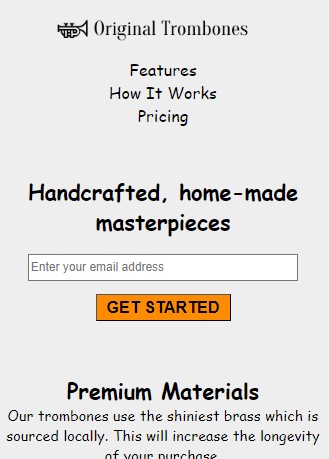 Original Trombones
Features
How It Works
Pricing
Handcrafted, home-made
masterpieces
Enter your email address
GET STARTED
Premium Materials
Our trombones use the shiniest brass which is
sourced locally. This will increase the longevity
of your purchase.